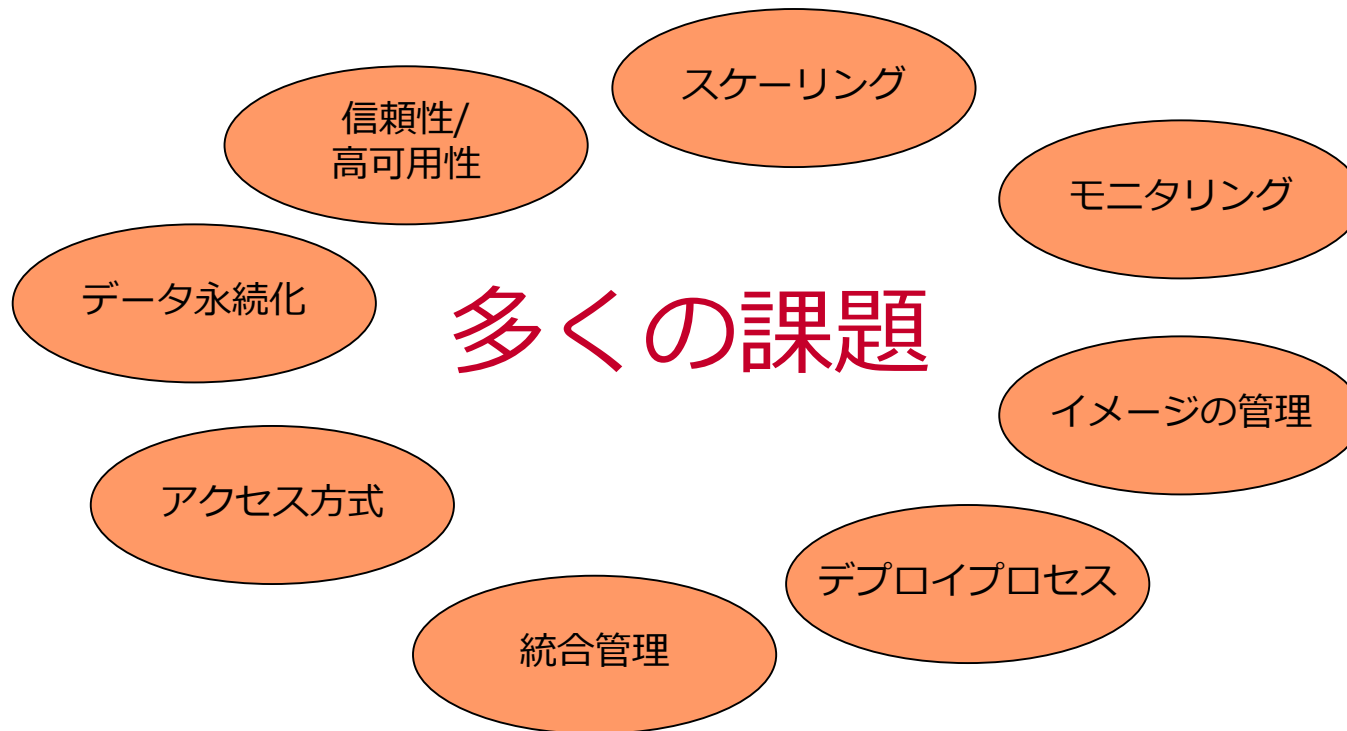 スケーリング
信頼性/
高可用性
モニタリング
データ永続化
多くの課題
イメージの管理
アクセス方式
デプロイプロセス
統合管理